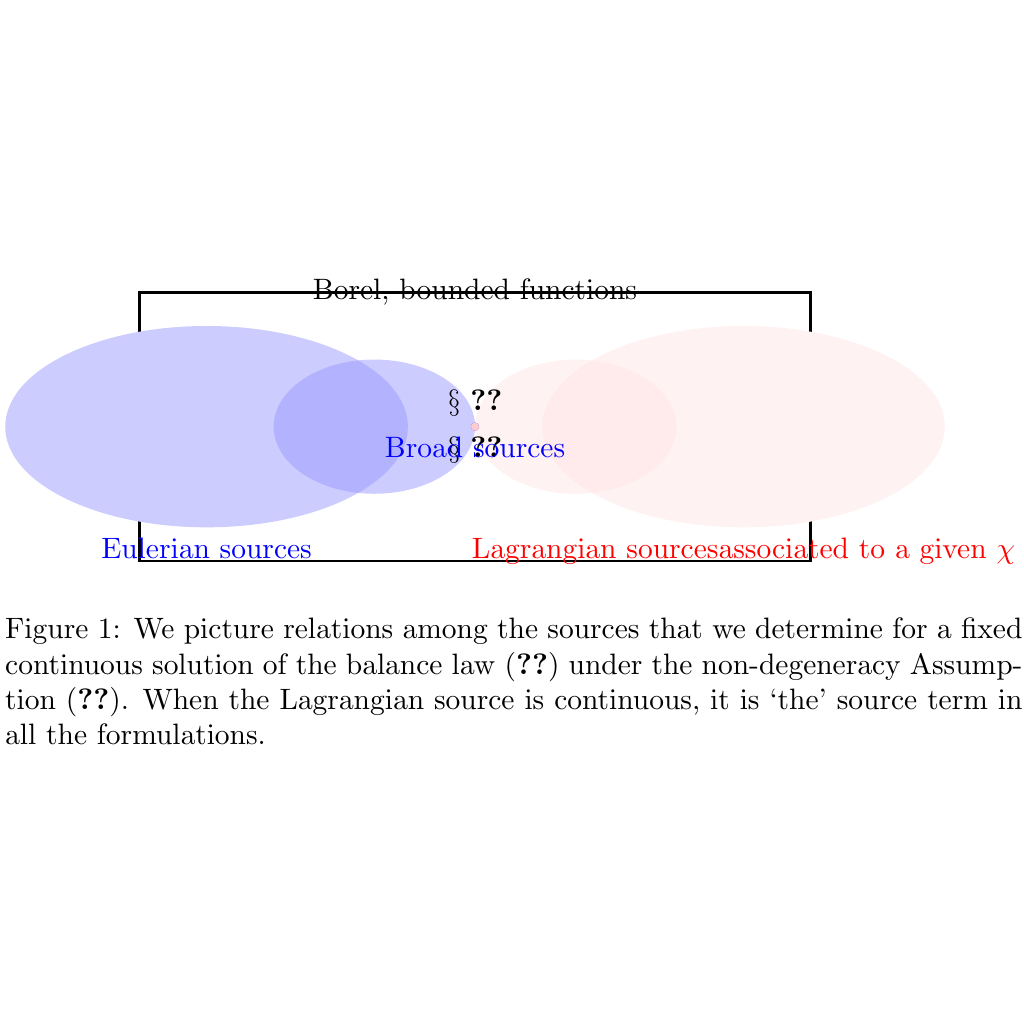 Borel, bounded functions
§ ??
§ ??
Broad sources
Eulerian sources
Lagrangian sourcesassociated to a given χ
Figure 1: We picture relations among the sources that we determine for a fixed
continuous solution of the balance law (??) under the non-degeneracy Assump-
tion (??). When the Lagrangian source is continuous, it is ‘the’ source term in
all the formulations.